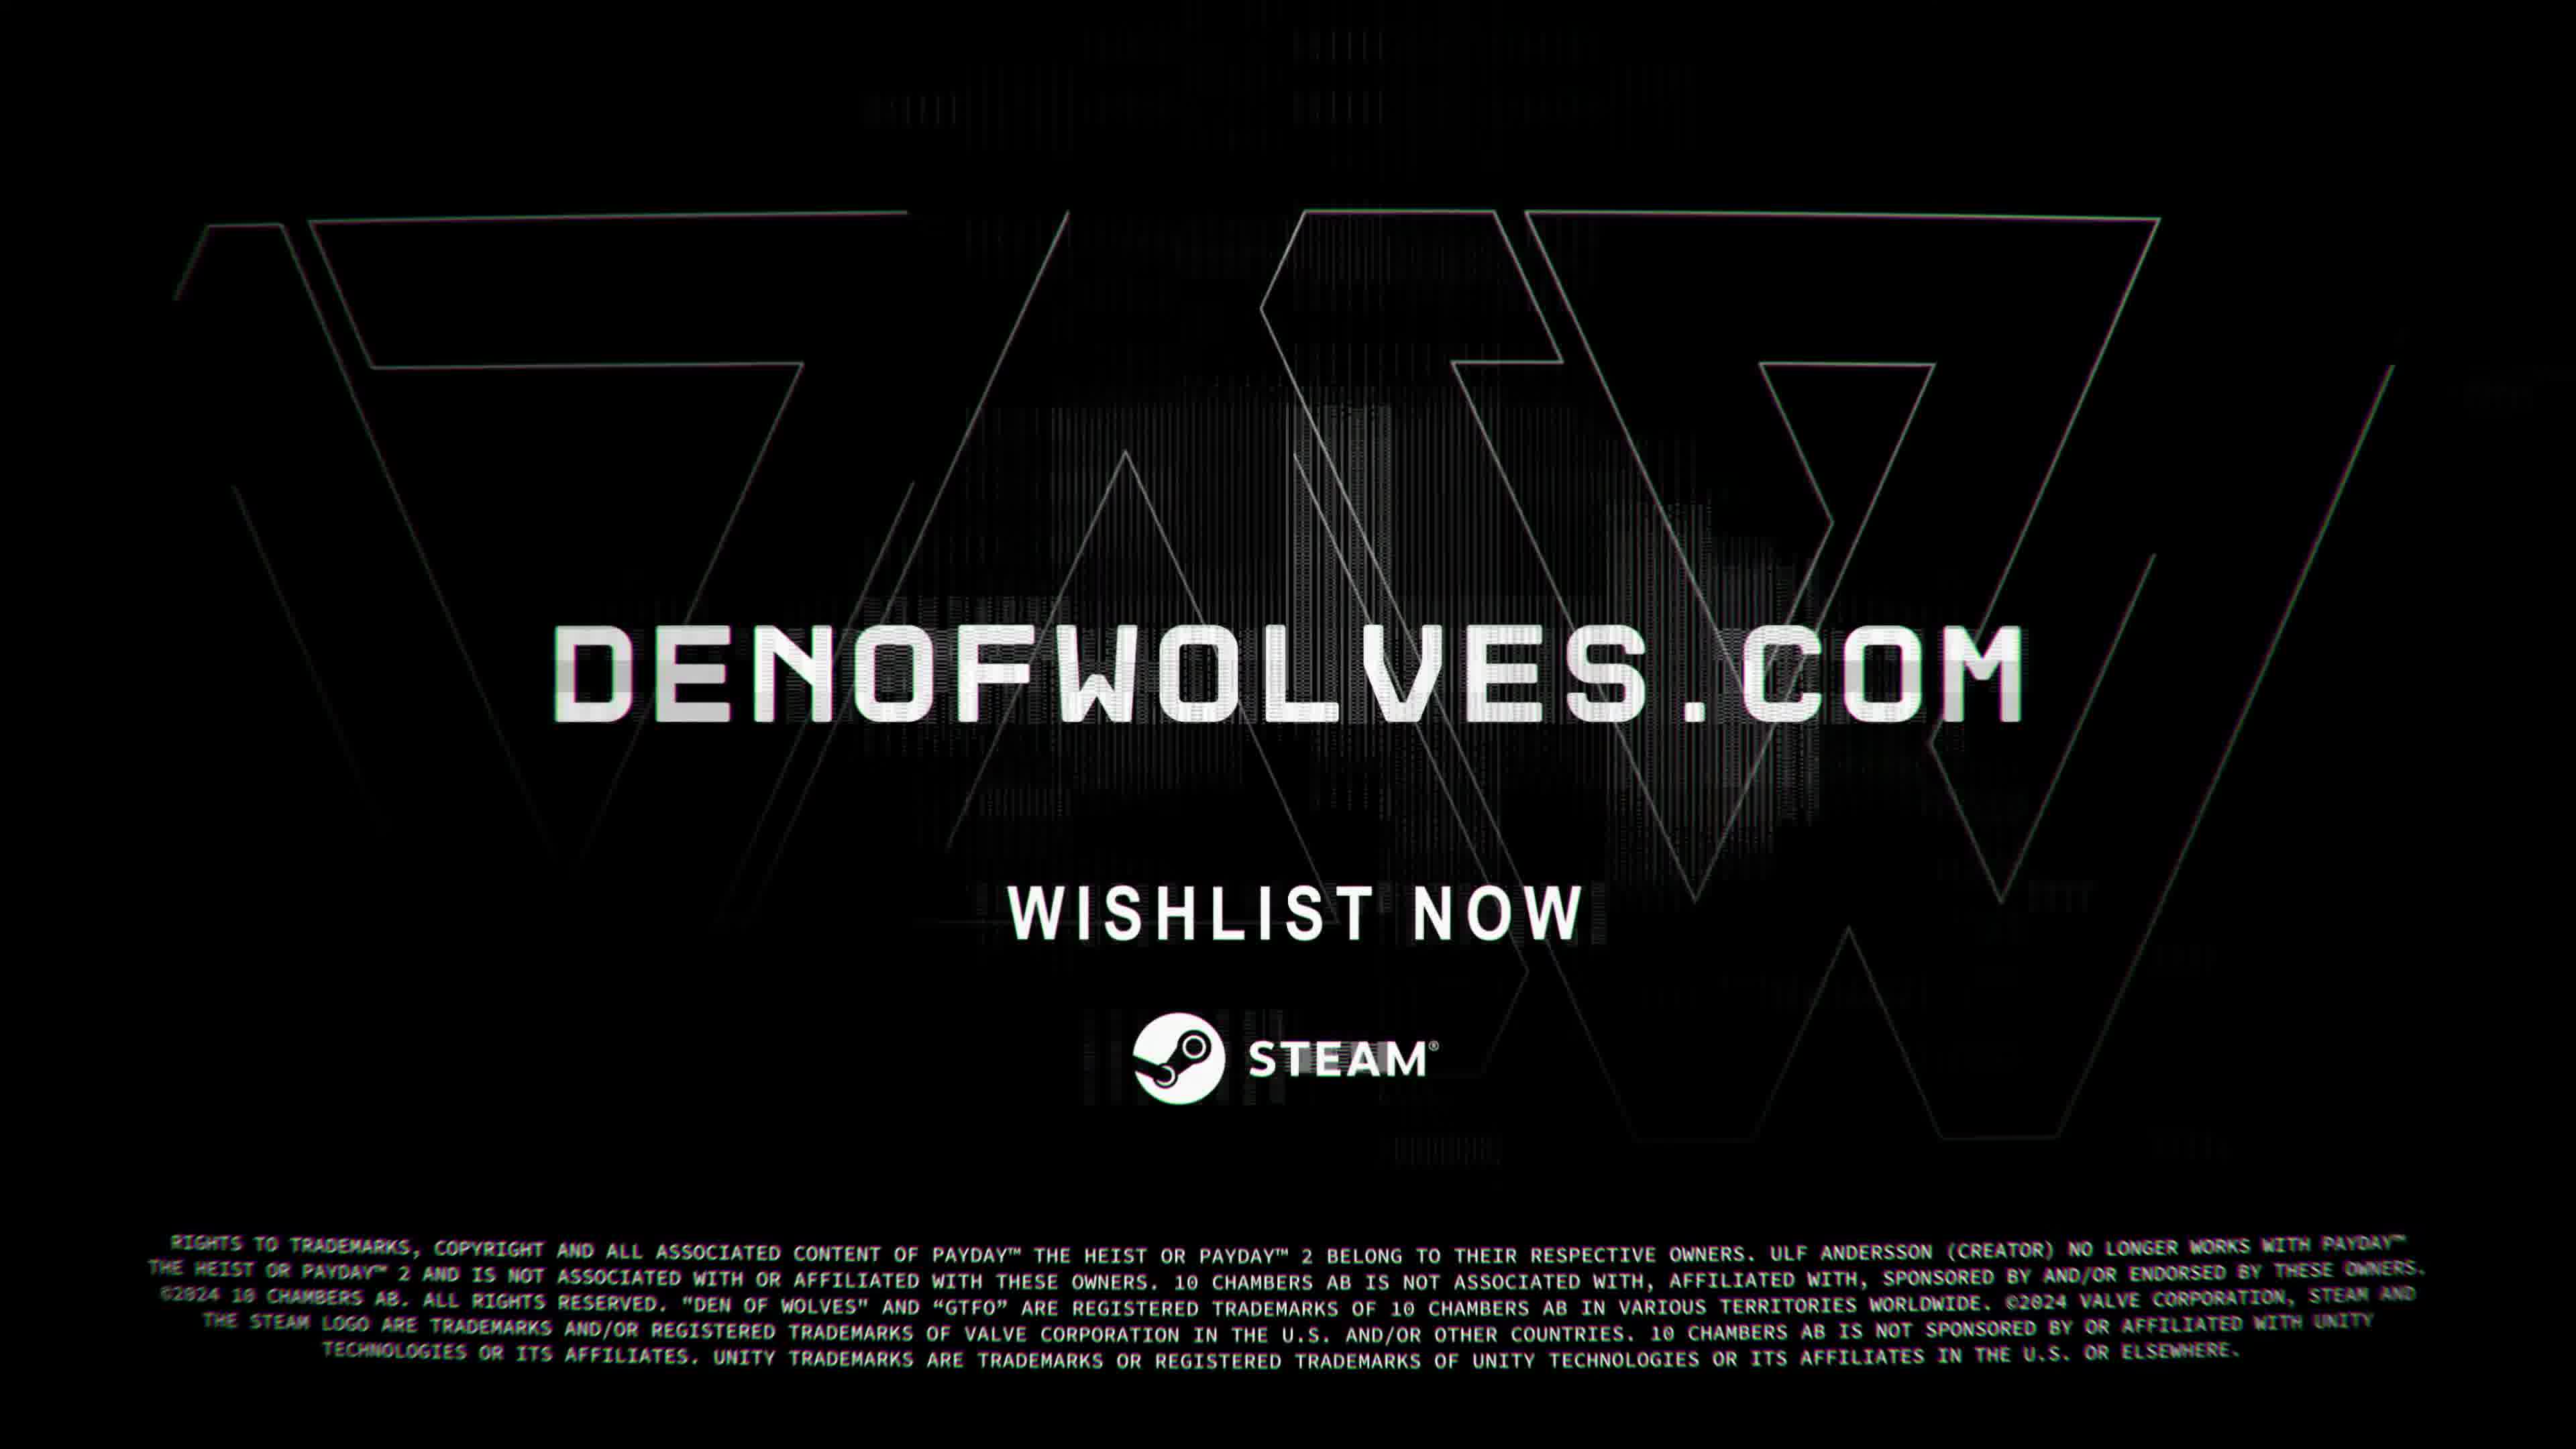 DENOFWOLVES.COM
WISHLIST NOW
STEAM®
RIGHTS TO TRADEMARKS, COPYRIGHT AND ALL ASSOCIATED CONTENT OF PAYDAY™ THE HEIST OR PAYDAY™ 2 BELONG TO THEIR RESPECTIVE OWNERS. ULF ANDERSSON (CREATOR) NO LONGER WORKS WITH PAYDAY™
THE HEIST OR PAYDAY™ 2 AND IS NOT ASSOCIATED WITH OR AFFILIATED WITH THESE OWNERS. 10 CHAMBERS AB IS NOT ASSOCIATED WITH, AFFILIATED WITH, SPONSORED BY AND/OR ENDORSED BY THESE OWNERS.
©2024 10 CHAMBERS AB. ALL RIGHTS RESERVED. "DEN OF WOLVES" AND “GTFO” ARE REGISTERED TRADEMARKS OF 10 CHAMBERS AB IN VARIOUS TERRITORIES WORLDWIDE. ©2024 VALVE CORPORATION, STEAM AND
THE STEAM LOGO ARE TRADEMARKS AND/OR REGISTERED TRADEMARKS OF VALVE CORPORATION IN THE U.S. AND/OR OTHER COUNTRIES. 10 CHAMBERS AB IS NOT SPONSORED BY OR AFFILIATED WITH UNITY
TECHNOLOGIES OR ITS AFFILIATES. UNITY TRADEMARKS ARE TRADEMARKS OR REGISTERED TRADEMARKS OF UNITY TECHNOLOGIES OR ITS AFFILIATES IN THE U.S. OR ELSEWHERE.